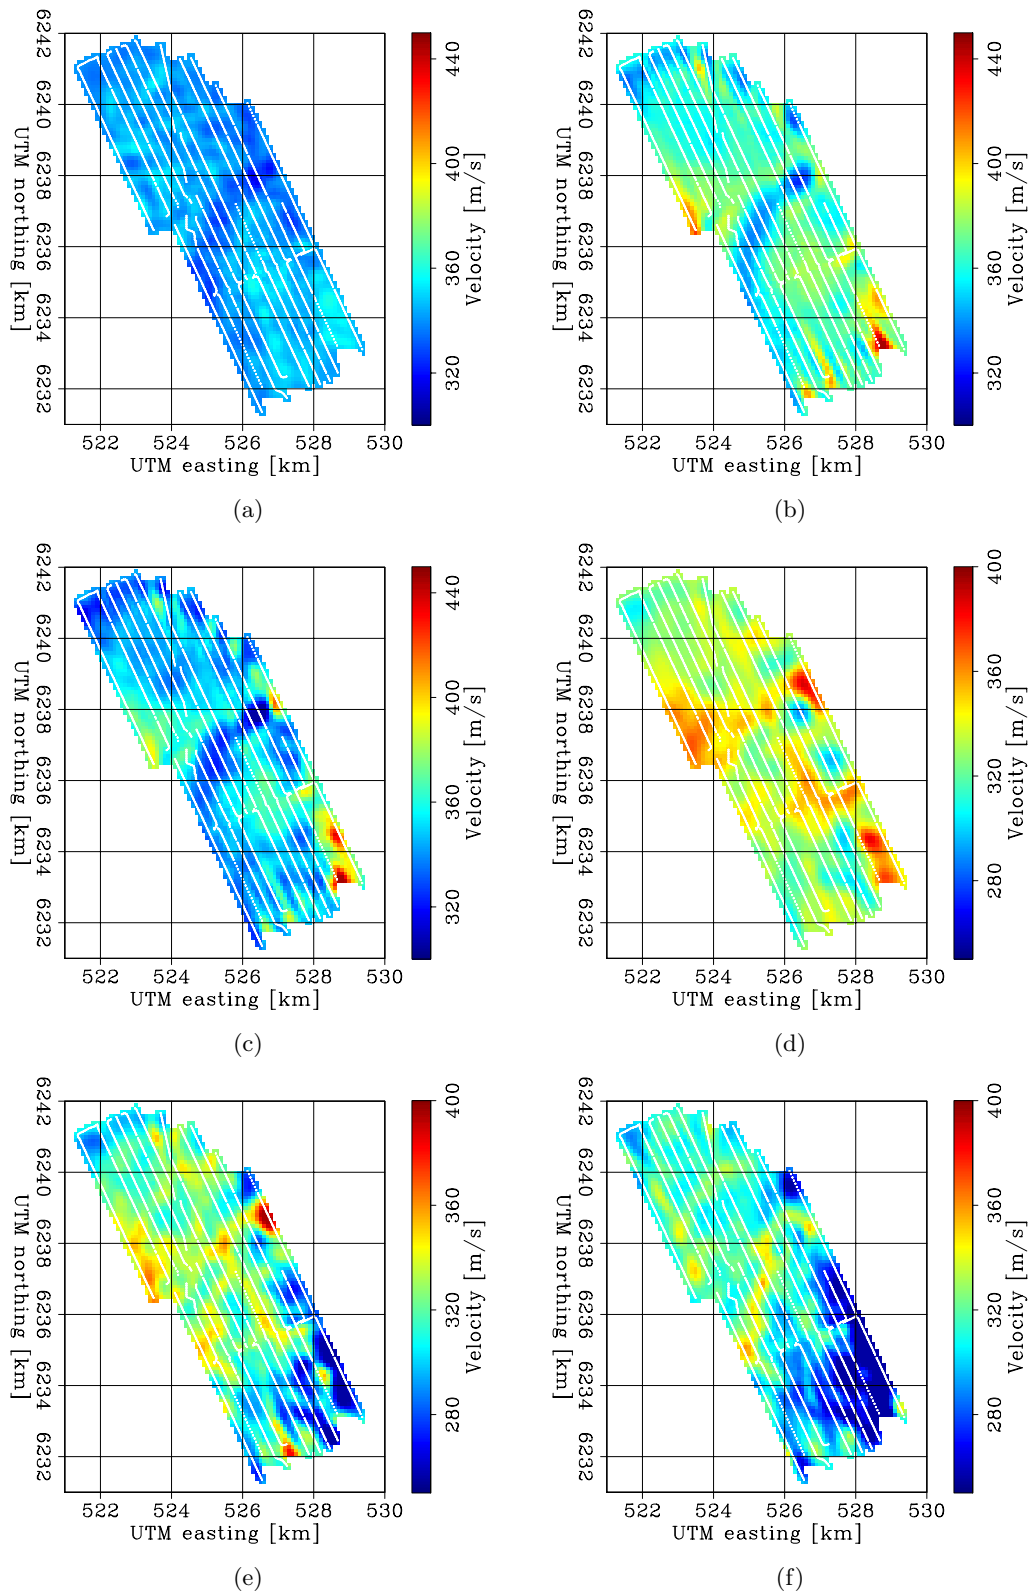 6242 6240 6238 6236 6234 6232
UTM northing [km]
522 524 526 528 530
UTM easting [km]
440 400 360 320
Velocity [m/s]
(a)
6242 6240 6238 6236 6234 6232
UTM northing [km]
522 524 526 528 530
UTM easting [km]
440 400 360 320
Velocity [m/s]
(b)
6242 6240 6238 6236 6234 6232
UTM northing [km]
522 524 526 528 530
UTM easting [km]
440 400 360 320
Velocity [m/s]
(c)
6242 6240 6238 6236 6234 6232
UTM northing [km]
522 524 526 528 530
UTM easting [km]
400 360 320 280
Velocity [m/s]
(d)
6242 6240 6238 6236 6234 6232
UTM northing [km]
522 524 526 528 530
UTM easting [km]
400 360 320 280
Velocity [m/s]
(e)
6242 6240 6238 6236 6234 6232
UTM northing [km]
522 524 526 528 530
UTM easting [km]
400 360 320 280
Velocity [m/s]
(f)